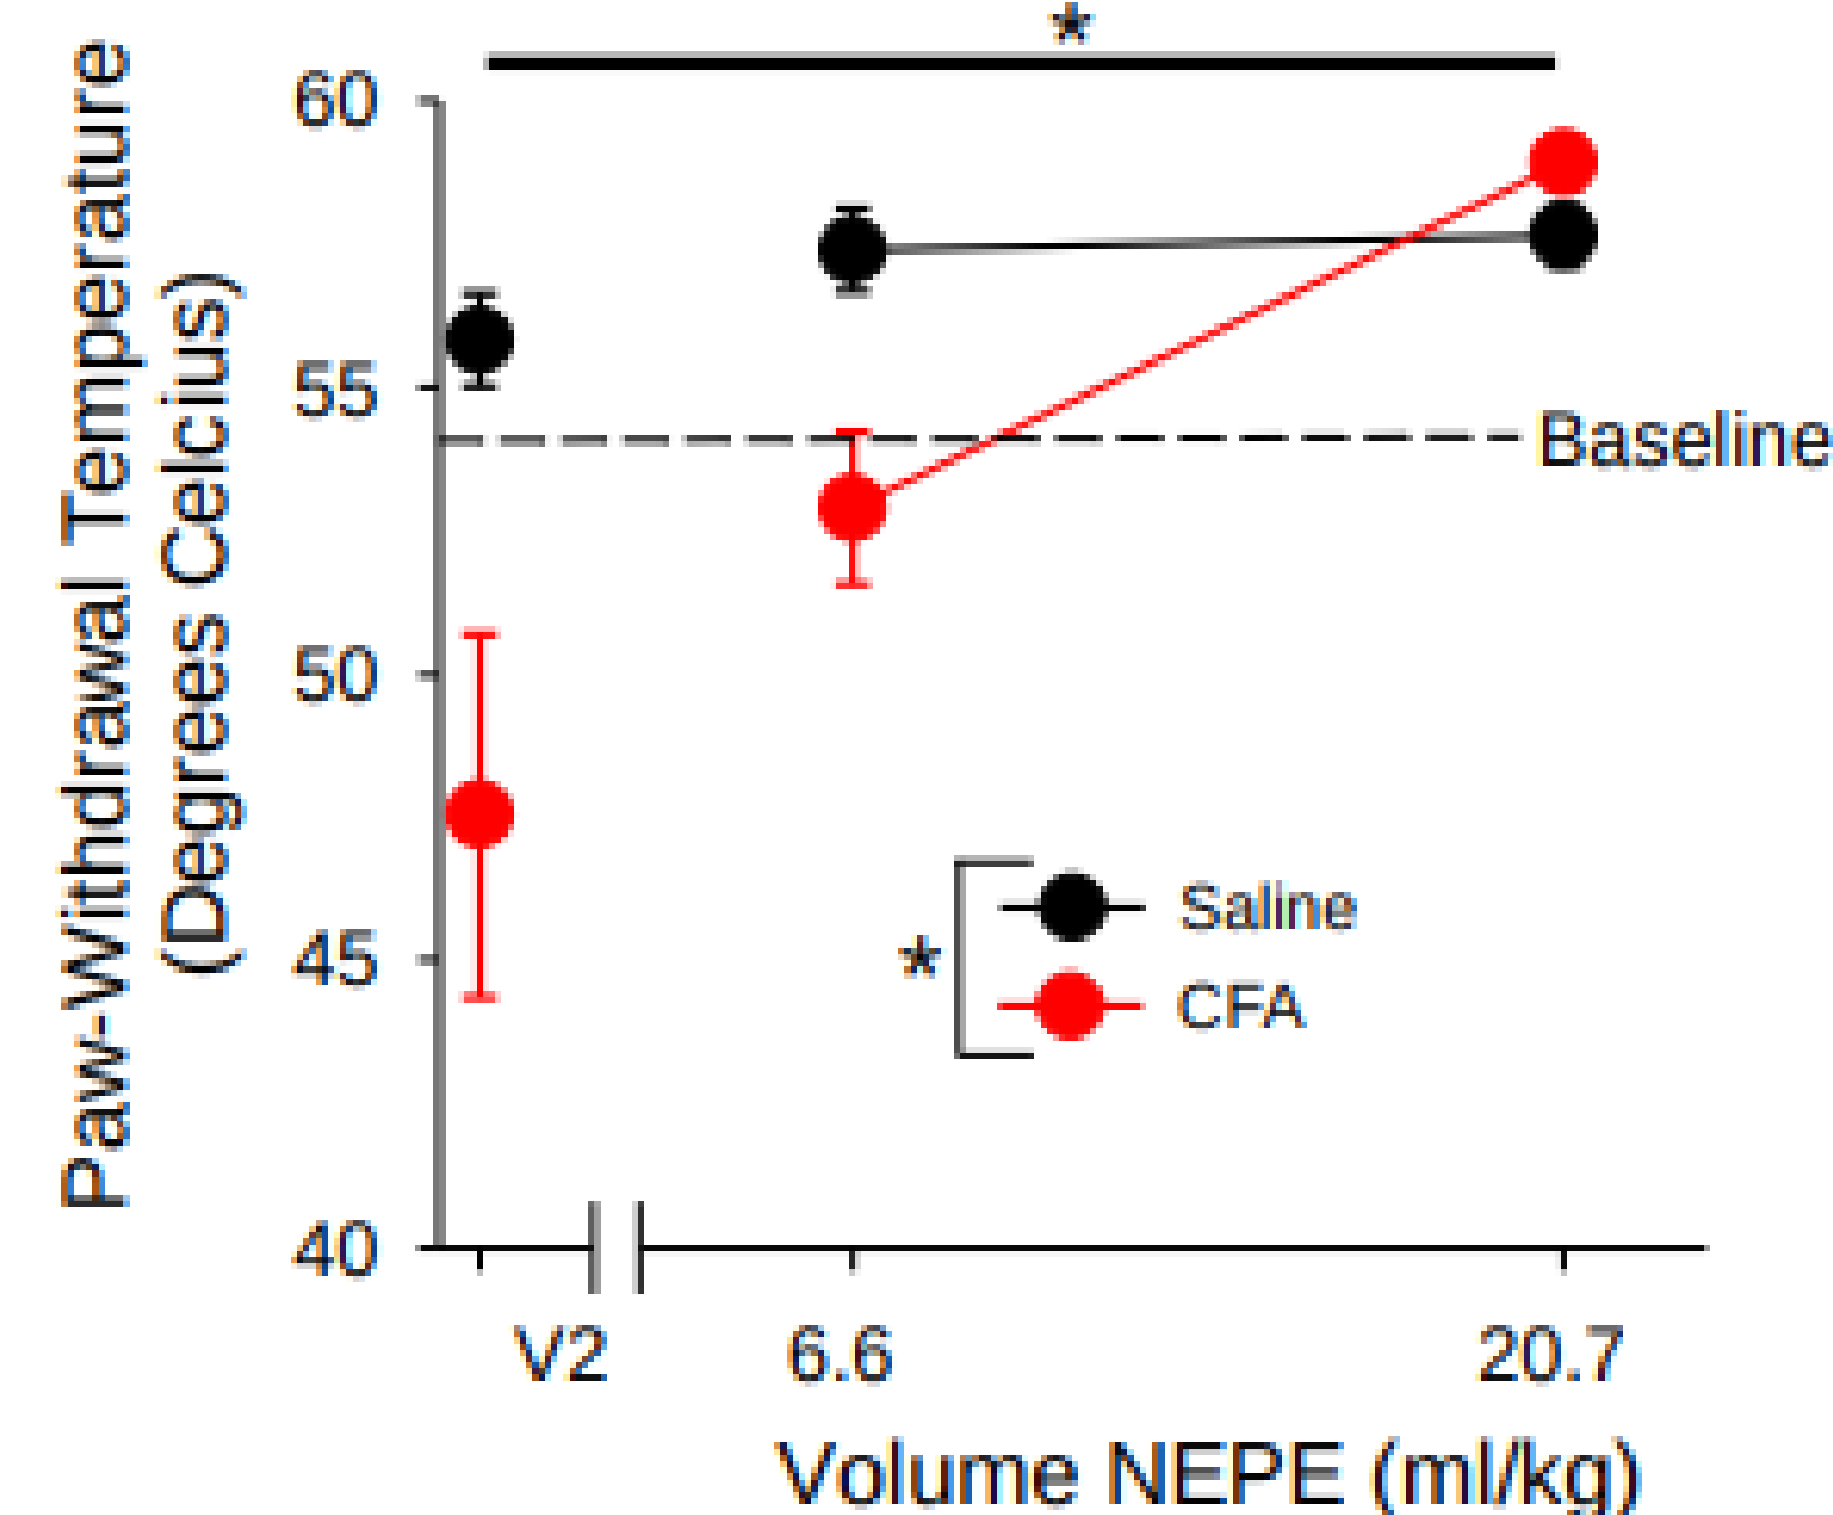 *
60
55
50
45
40
Paw-Withdrawal Temperature
(Degrees Celcius)
Baseline
Saline
*
CFA
V2 6.6 20.7
Volume NEPE (ml/kg)